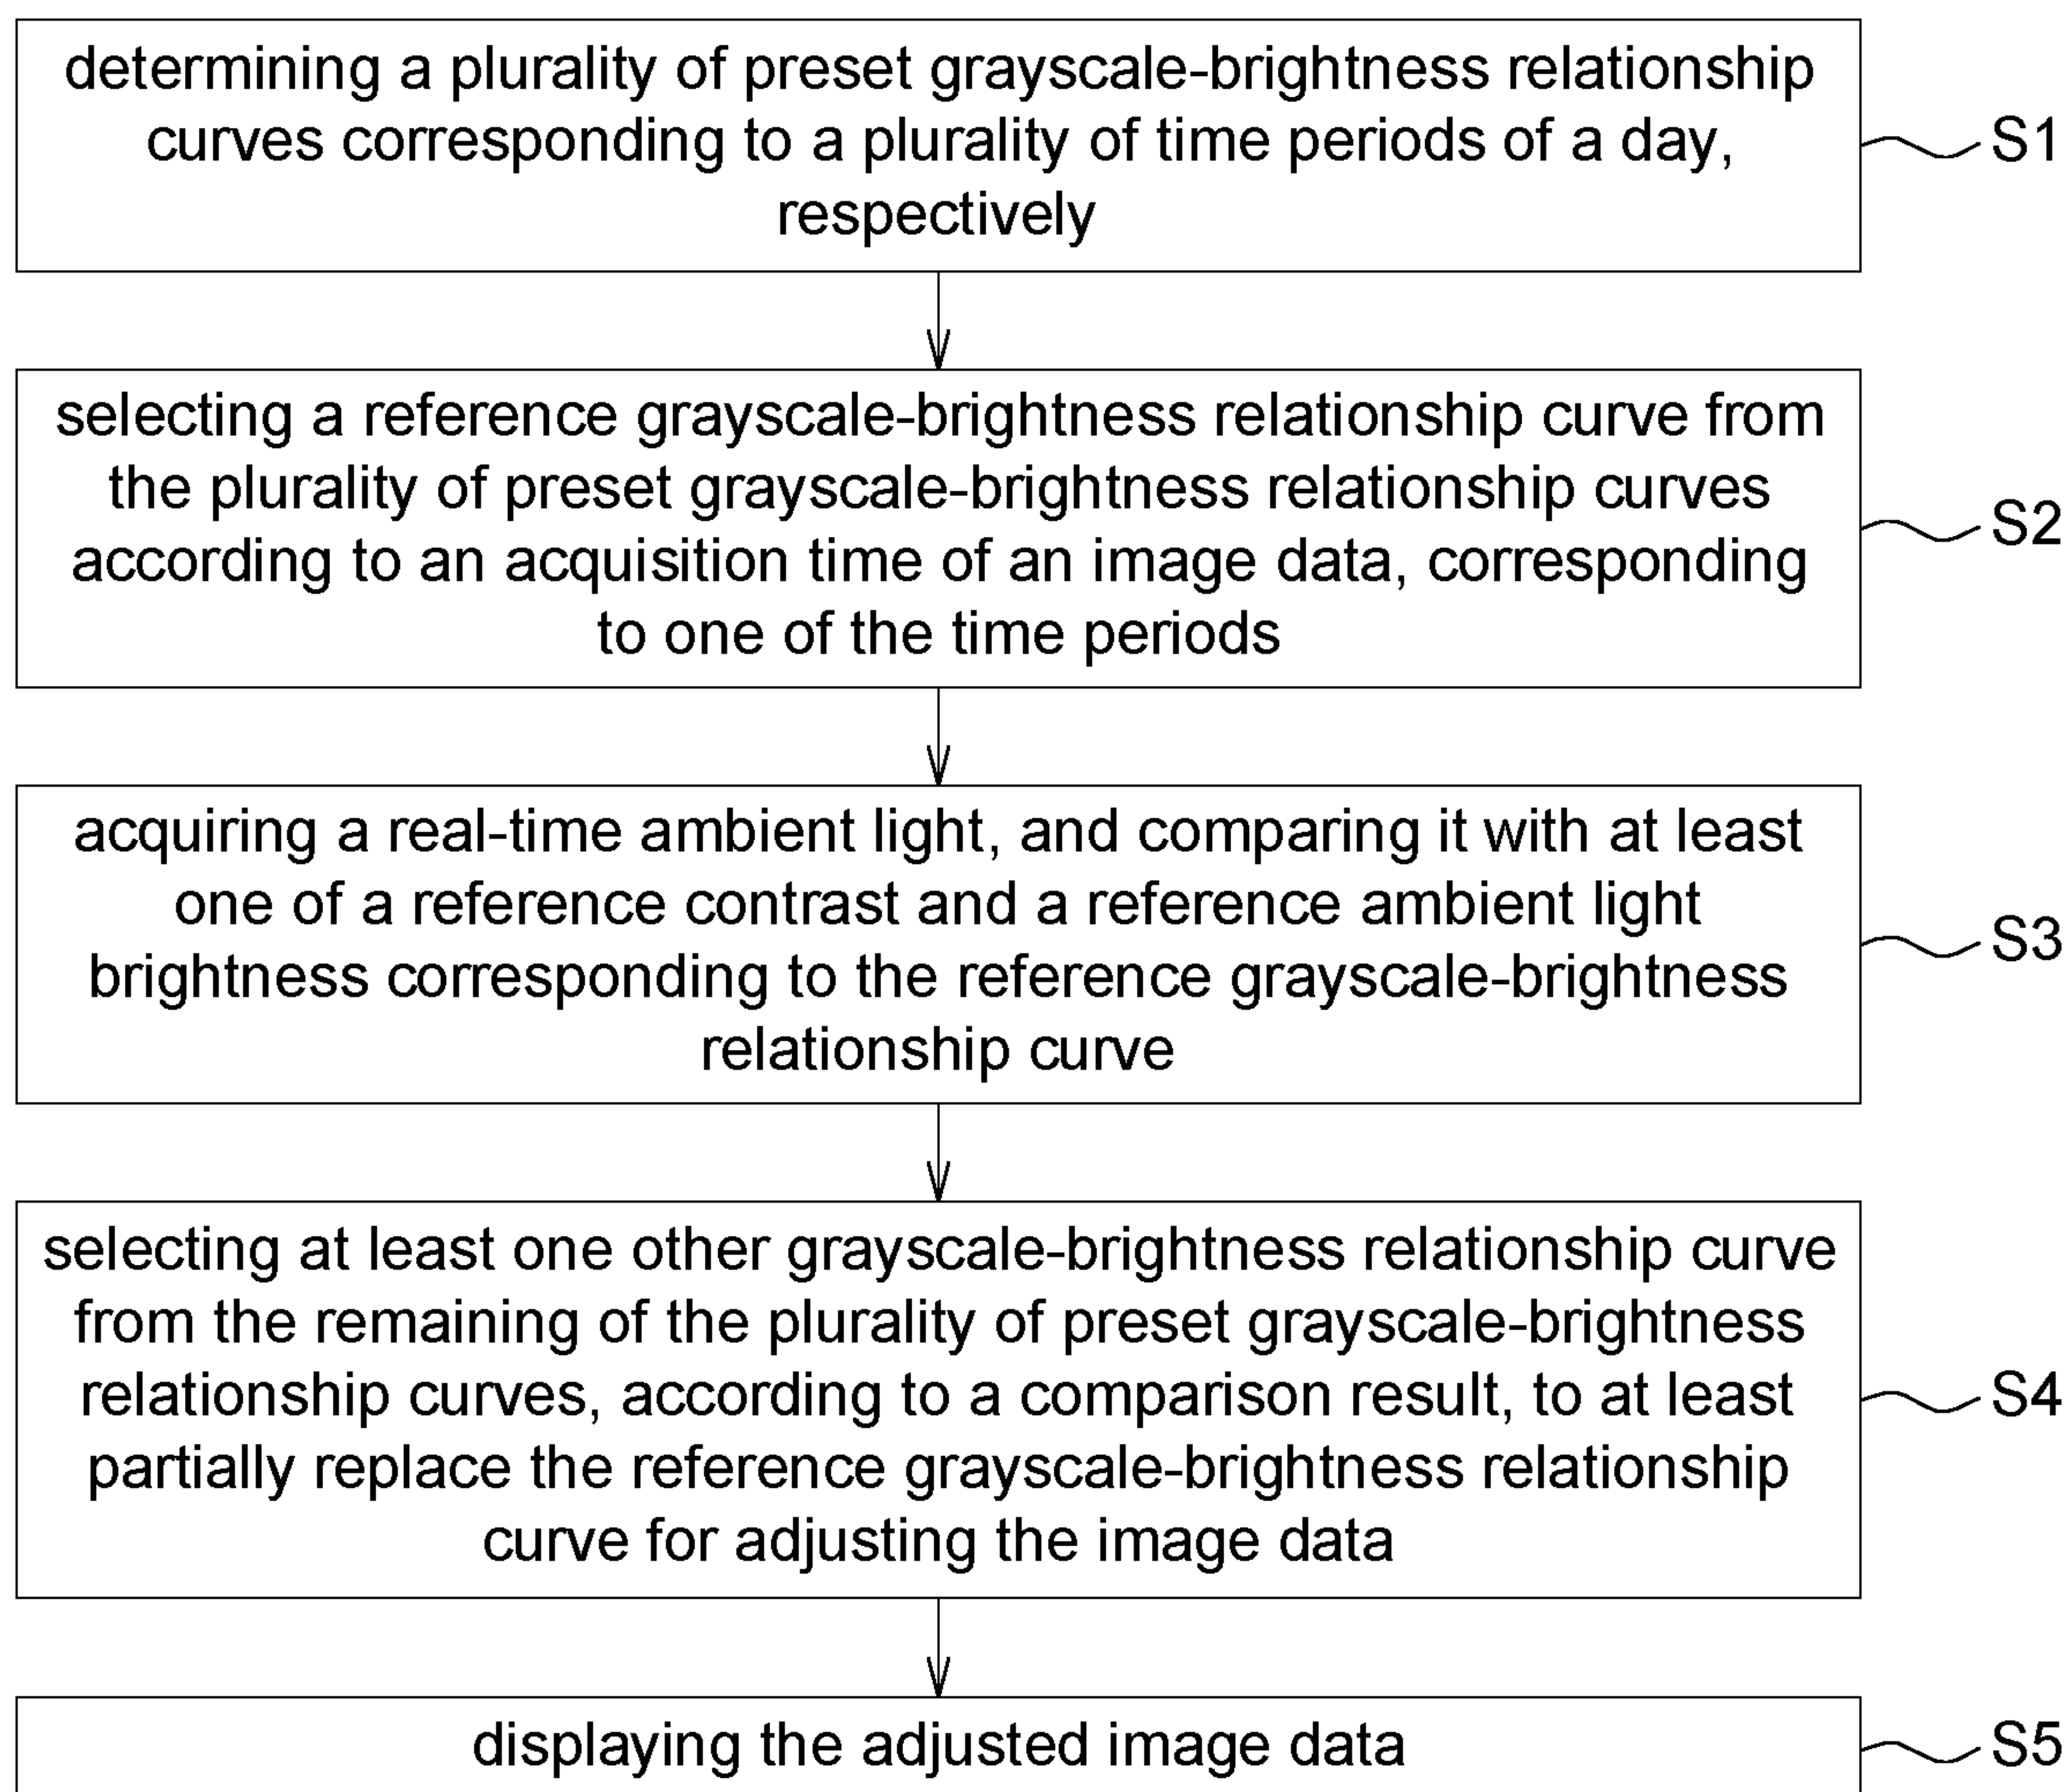 determining a plurality of preset grayscale-brightness relationship
curves corresponding to a plurality of time periods of a day,
respectively
S1
selecting a reference grayscale-brightness relationship curve from
the plurality of preset grayscale-brightness relationship curves
according to an acquisition time of an image data, corresponding
to one of the time periods
S2
acquiring a real-time ambient light, and comparing it with at least
one of a reference contrast and a reference ambient light
brightness corresponding to the reference grayscale-brightness
relationship curve
S3
selecting at least one other grayscale-brightness relationship curve
from the remaining of the plurality of preset grayscale-brightness
relationship curves, according to a comparison result, to at least
partially replace the reference grayscale-brightness relationship
curve for adjusting the image data
S4
displaying the adjusted image data
S5